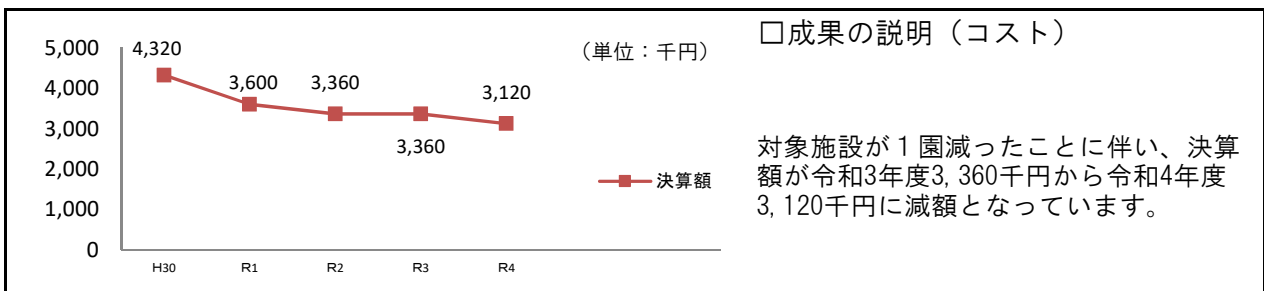 5,000
4,000
3,000
2,000
1,000
0
4,320
3,600
3,360
3,360
3,120
(単位:千円)
決算額
H30
R1
R2
R3
R4
□成果の説明(コスト)
対象施設が1園減ったことに伴い、決算
額が令和3年度3,360千円から令和4年度
3,120千円に減額となっています。